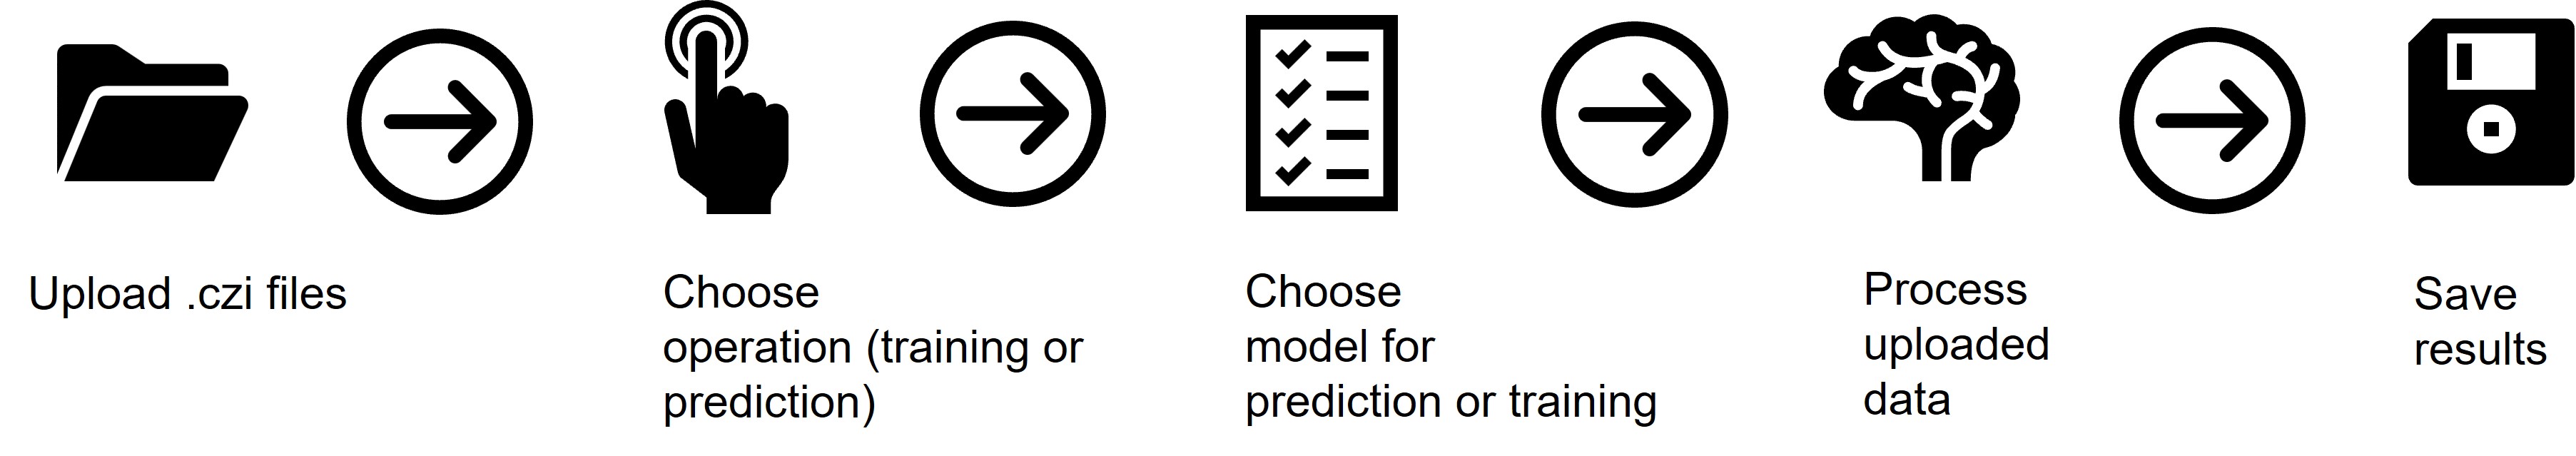 Upload .czi files
Choose
operation (training or
prediction)
Choose
model for
prediction or training
Process
uploaded
data
Save
results